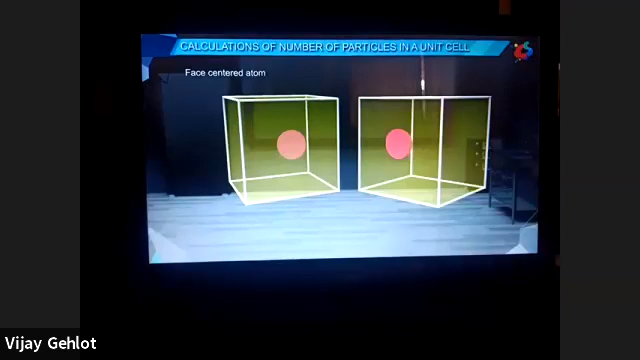 CALCULATIONS OF NUMBER OF PARTICLES IN A UNIT CELL
Face centered atom
Vijay Gehlot